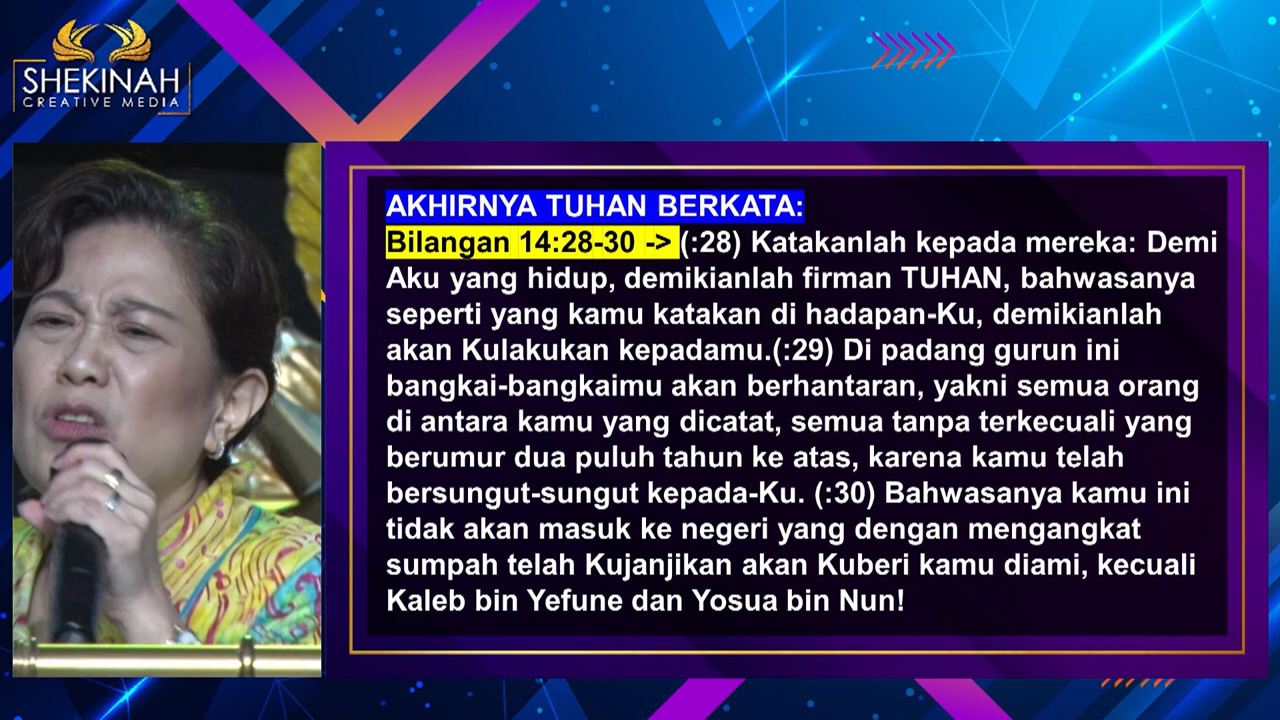 SHEKINAH
CREATIVE MEDIA
AKHIRNYA TUHAN BERKATA:
Bilangan 14:28-30 -> (:28) Katakanlah kepada mereka: Demi
Aku yang hidup, demikianlah firman TUHAN, bahwasanya
seperti yang kamu katakan di hadapan-Ku, demikianlah
akan Kulakukan kepadamu.(:29) Di padang gurun ini
bangkai-bangkaimu akan berhantaran, yakni semua orang
di antara kamu yang dicatat, semua tanpa terkecuali yang
berumur dua puluh tahun ke atas, karena kamu telah
bersungut-sungut kepada-Ku. (:30) Bahwasanya kamu ini
tidak akan masuk ke negeri yang dengan mengangkat
sumpah telah Kujanjikan akan Kuberi kamu diami, kecuali
Kaleb bin Yefune dan Yosua bin Nun!